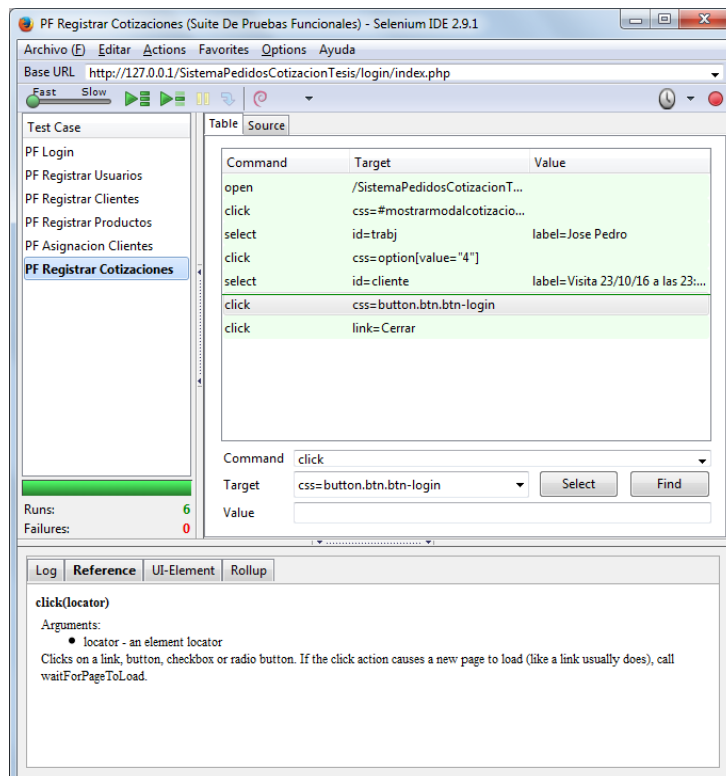 PF Registrar Cotizaciones (Suite De Pruebas Funcionales) - Selenium IDE 2.9.1
Archivo (F) Editar Actions Favorites Options Ayuda
Base URL http://127.0.0.1/SistemaPedidosCotizacionTesis/login/index.php
Fast Slow
Test Case
PF Login
PF Registrar Usuarios
PF Registrar Clientes
PF Registrar Productos
PF Asignacion Clientes
PF Registrar Cotizaciones
Runs: 6
Failures: 0
Table Source
Command Target Value
open /SistemaPedidosCotizacionT...
click css=#mostrarmodalcotizacio...
select id=trabj label=Jose Pedro
click css=option[value="4"]
select id=cliente label=Visita 23/10/16 a las 23:...
click css=button.btn.btn-login
click link=Cerrar
Command click
Target css=button.btn.btn-login Select Find
Value
Log Reference UI-Element Rollup
click(locator)
Arguments:
● locator - an element locator
Clicks on a link, button, checkbox or radio button. If the click action causes a new page to load (like a link usually does), call
waitForPageToLoad.